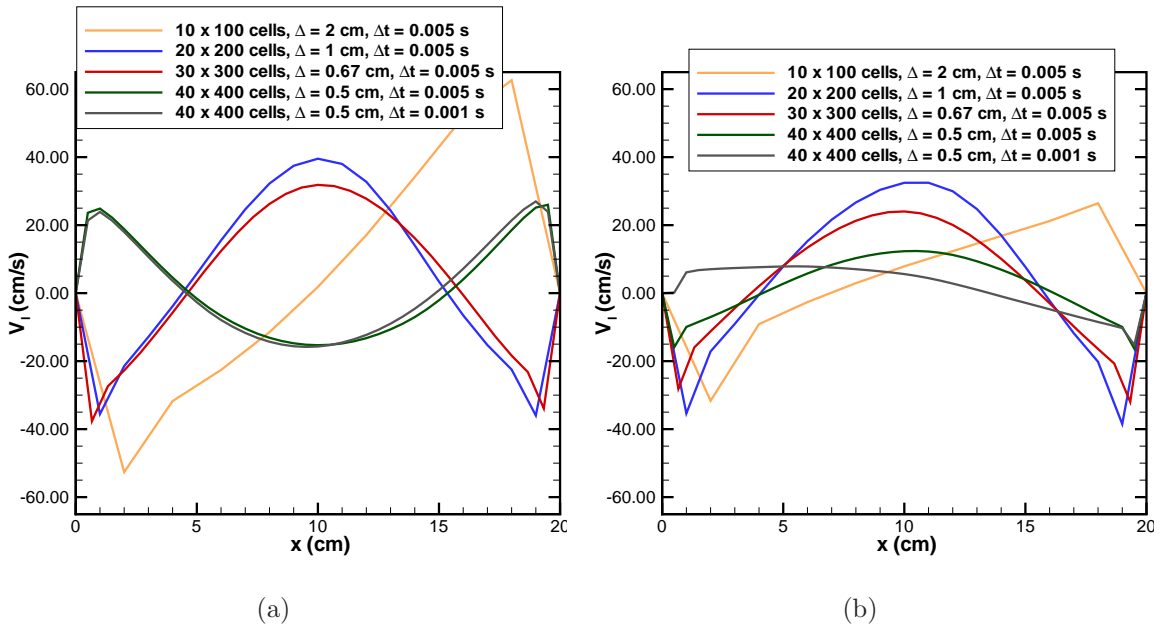 10 x 100 cells, Δ = 2 cm, Δt = 0.005 s
20 x 200 cells, Δ = 1 cm, Δt = 0.005 s
30 x 300 cells, Δ = 0.67 cm, Δt = 0.005 s
40 x 400 cells, Δ = 0.5 cm, Δt = 0.005 s
40 x 400 cells, Δ = 0.5 cm, Δt = 0.001 s
60.00
40.00
20.00
0.00
-20.00
-40.00
-60.00
V_l (cm/s)
0 5 10 15 20
x (cm)
(a)
10 x 100 cells, Δ = 2 cm, Δt = 0.005 s
20 x 200 cells, Δ = 1 cm, Δt = 0.005 s
30 x 300 cells, Δ = 0.67 cm, Δt = 0.005 s
40 x 400 cells, Δ = 0.5 cm, Δt = 0.005 s
40 x 400 cells, Δ = 0.5 cm, Δt = 0.001 s
60.00
40.00
20.00
0.00
-20.00
-40.00
-60.00
V_l (cm/s)
0 5 10 15 20
x (cm)
(b)